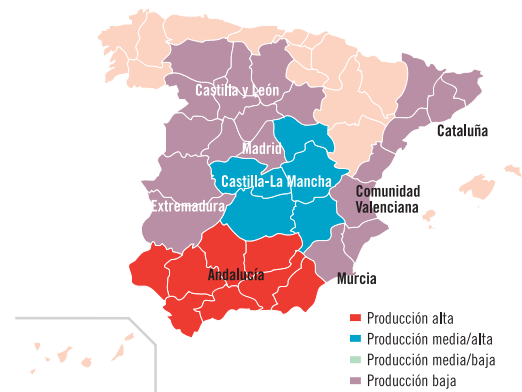 Castilla y León
Cataluña
Madrid
Castilla-La Mancha
Comunidad
Valenciana
Extremadura
Andalucía
Murcia
Producción alta
Producción media/alta
Producción media/baja
Producción baja